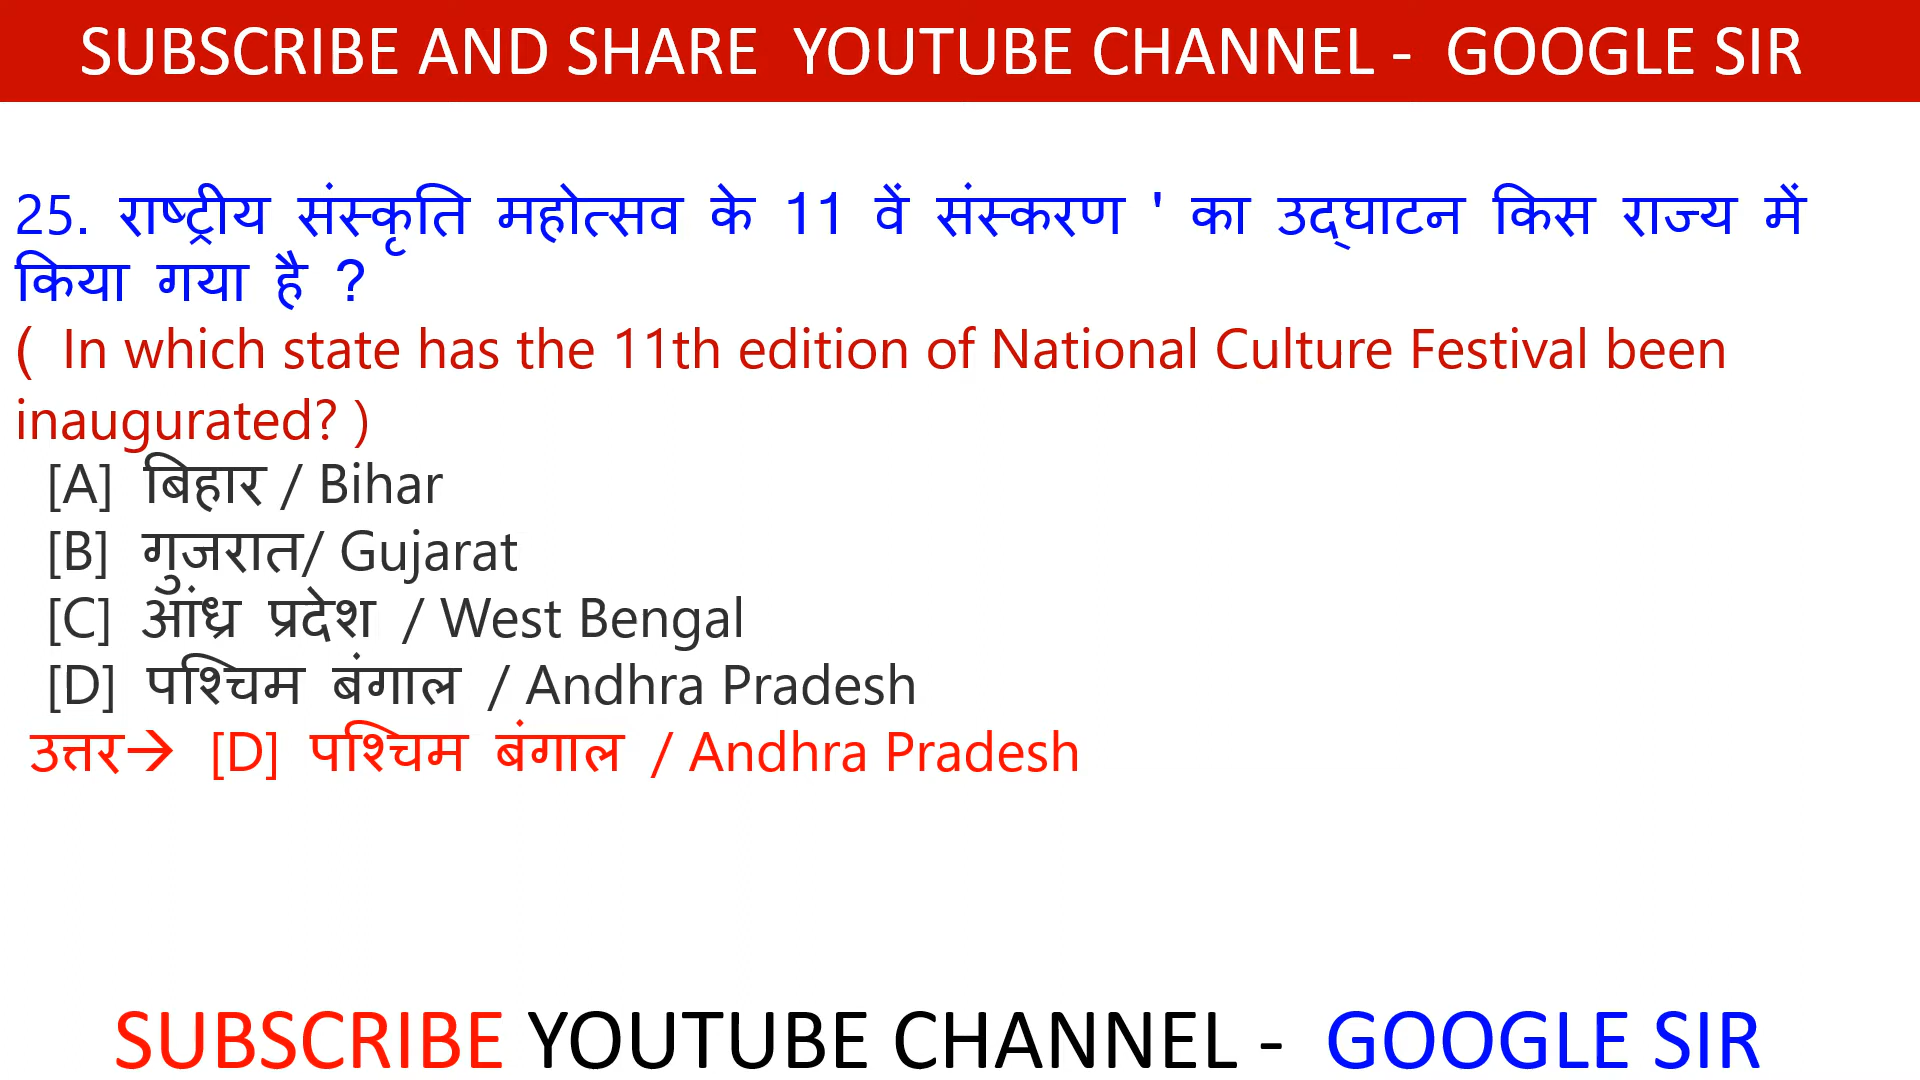 SUBSCRIBE AND SHARE YOUTUBE CHANNEL - GOOGLE SIR
25. राष्ट्रीय संस्कृति महोत्सव के 11 वें संस्करण ' का उद्घाटन किस राज्य में
किया गया है ?
( In which state has the 11th edition of National Culture Festival been
inaugurated? )
[A] बिहार / Bihar
[B] गुजरात/ Gujarat
[C] आंध्र प्रदेश / West Bengal
[D] पश्चिम बंगाल / Andhra Pradesh
उत्तर→ [D] पश्चिम बंगाल / Andhra Pradesh
SUBSCRIBE YOUTUBE CHANNEL - GOOGLE SIR